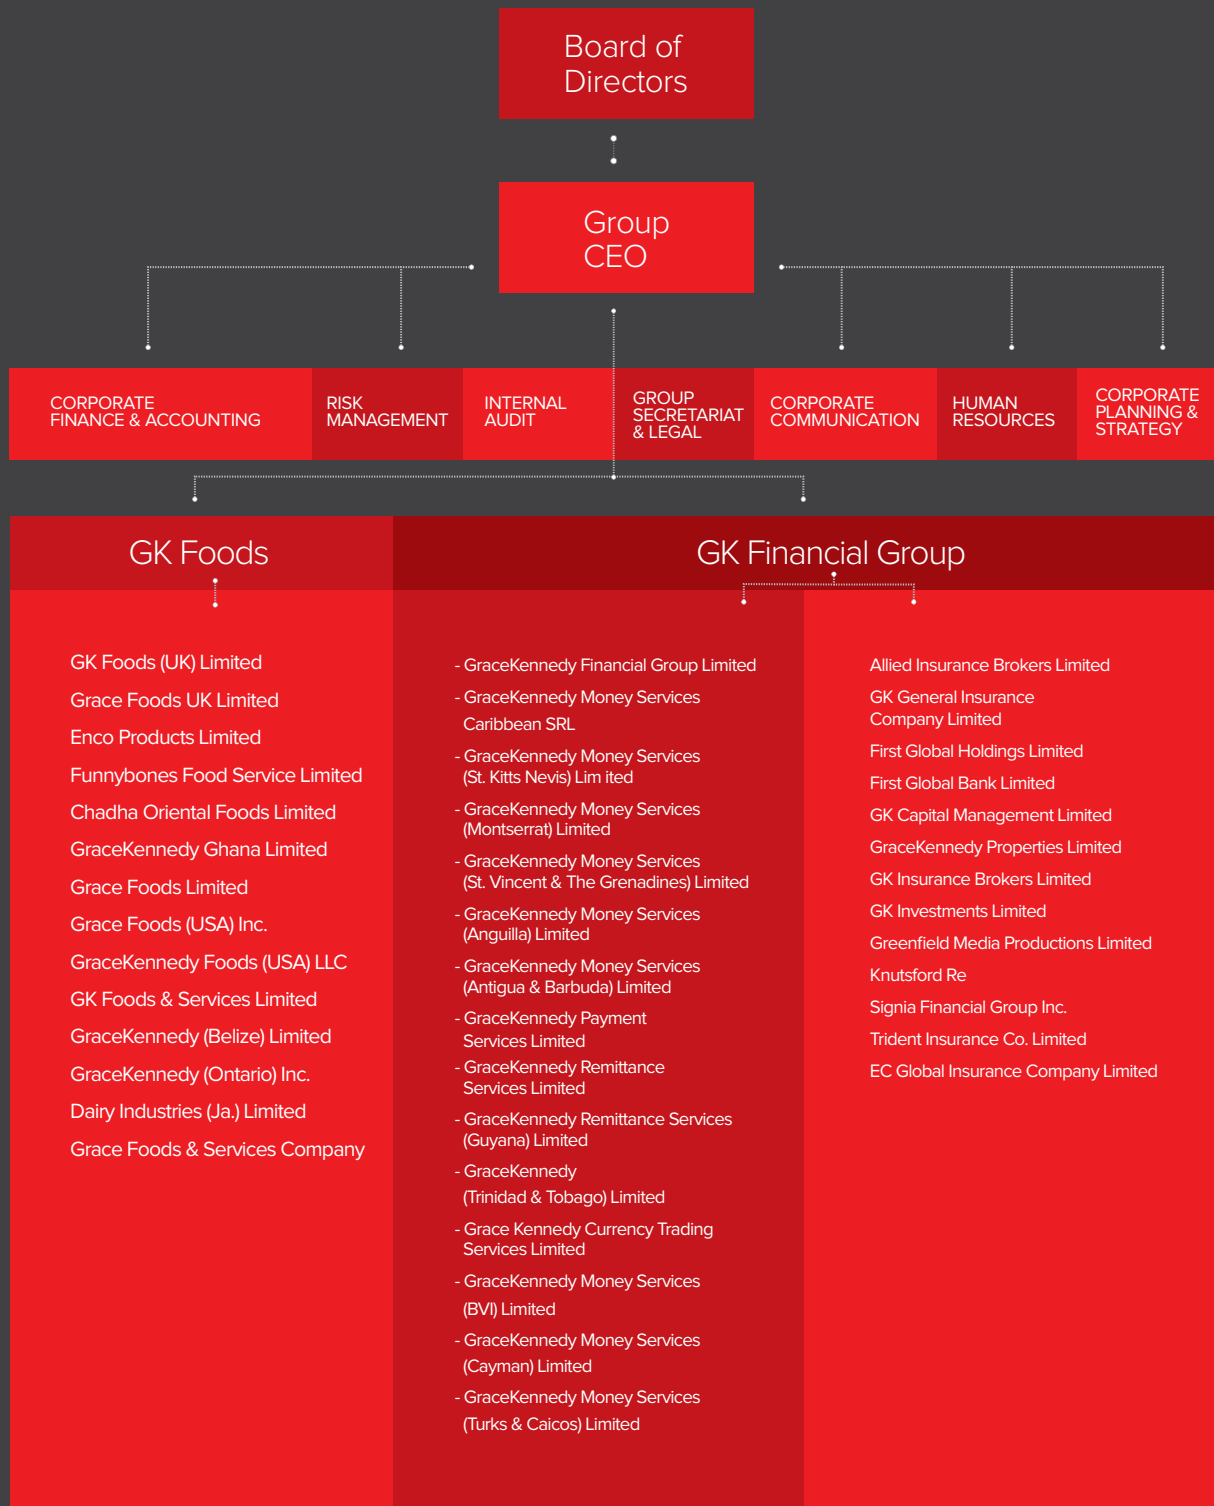 Board of
Directors
Group
CEO
CORPORATE
FINANCE & ACCOUNTING
RISK
MANAGEMENT
INTERNAL
AUDIT
GROUP
SECRETARIAT
& LEGAL
CORPORATE
COMMUNICATION
HUMAN
RESOURCES
CORPORATE
PLANNING &
STRATEGY
GK Foods
GK Foods (UK) Limited
Grace Foods UK Limited
Enco Products Limited
Funnybones Food Service Limited
Chadha Oriental Foods Limited
GraceKennedy Ghana Limited
Grace Foods Limited
Grace Foods (USA) Inc.
GraceKennedy Foods (USA) LLC
GK Foods & Services Limited
GraceKennedy (Belize) Limited
GraceKennedy (Ontario) Inc.
Dairy Industries (Ja.) Limited
Grace Foods & Services Company
GK Financial Group
- GraceKennedy Financial Group Limited
- GraceKennedy Money Services
Caribbean SRL
- GraceKennedy Money Services
(St. Kitts Nevis) Lim ited
- GraceKennedy Money Services
(Montserrat) Limited
- GraceKennedy Money Services
(St. Vincent & The Grenadines) Limited
- GraceKennedy Money Services
(Anguilla) Limited
- GraceKennedy Money Services
(Antigua & Barbuda) Limited
- GraceKennedy Payment
Services Limited
- GraceKennedy Remittance
Services Limited
- GraceKennedy Remittance Services
(Guyana) Limited
- GraceKennedy
(Trinidad & Tobago) Limited
- Grace Kennedy Currency Trading
Services Limited
- GraceKennedy Money Services
(BVI) Limited
- GraceKennedy Money Services
(Cayman) Limited
- GraceKennedy Money Services
(Turks & Caicos) Limited
Allied Insurance Brokers Limited
GK General Insurance
Company Limited
First Global Holdings Limited
First Global Bank Limited
GK Capital Management Limited
GraceKennedy Properties Limited
GK Insurance Brokers Limited
GK Investments Limited
Greenfield Media Productions Limited
Knutsford Re
Signia Financial Group Inc.
Trident Insurance Co. Limited
EC Global Insurance Company Limited